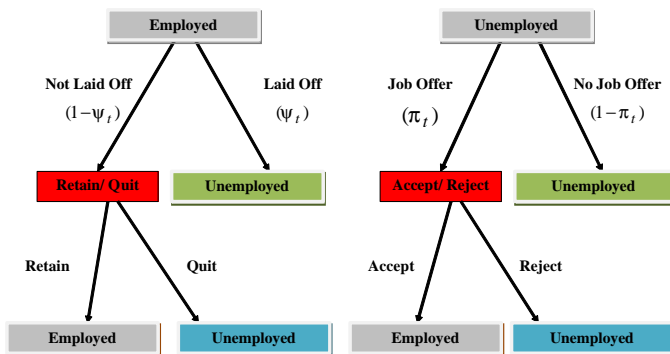 Employed
Not Laid Off
(1−ψt)
Laid Off
(ψt)
Retain/ Quit
Unemployed
Retain
Quit
Employed
Unemployed
Unemployed
Job Offer
(πt)
No Job Offer
(1−πt)
Accept/ Reject
Unemployed
Accept
Reject
Employed
Unemployed